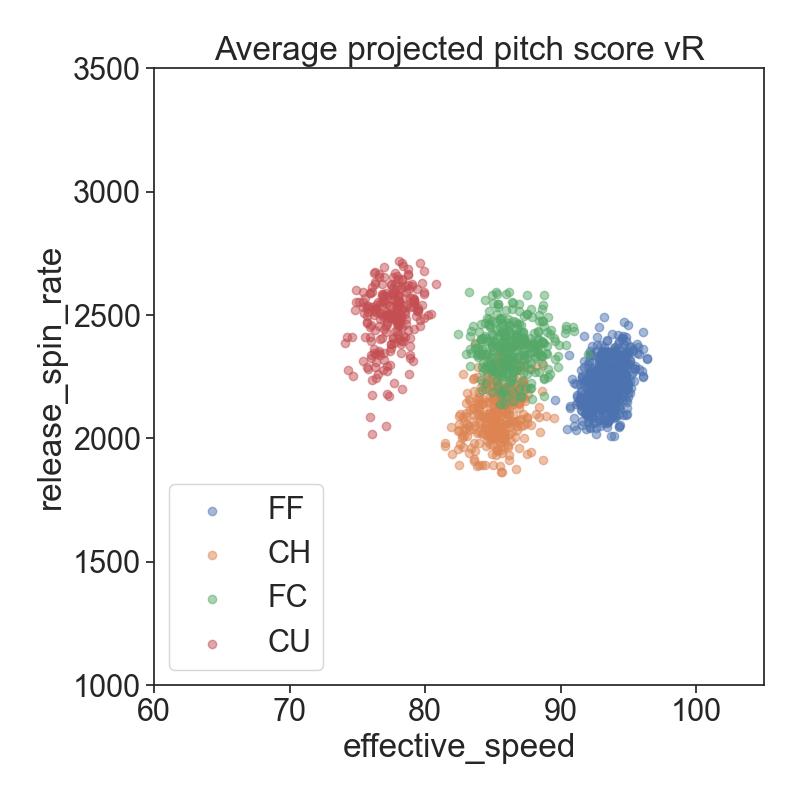 Average projected pitch score vR
3500
3000
2500
2000
1500
1000
release_spin_rate
FF
CH
FC
CU
60
70
80
90
100
effective_speed